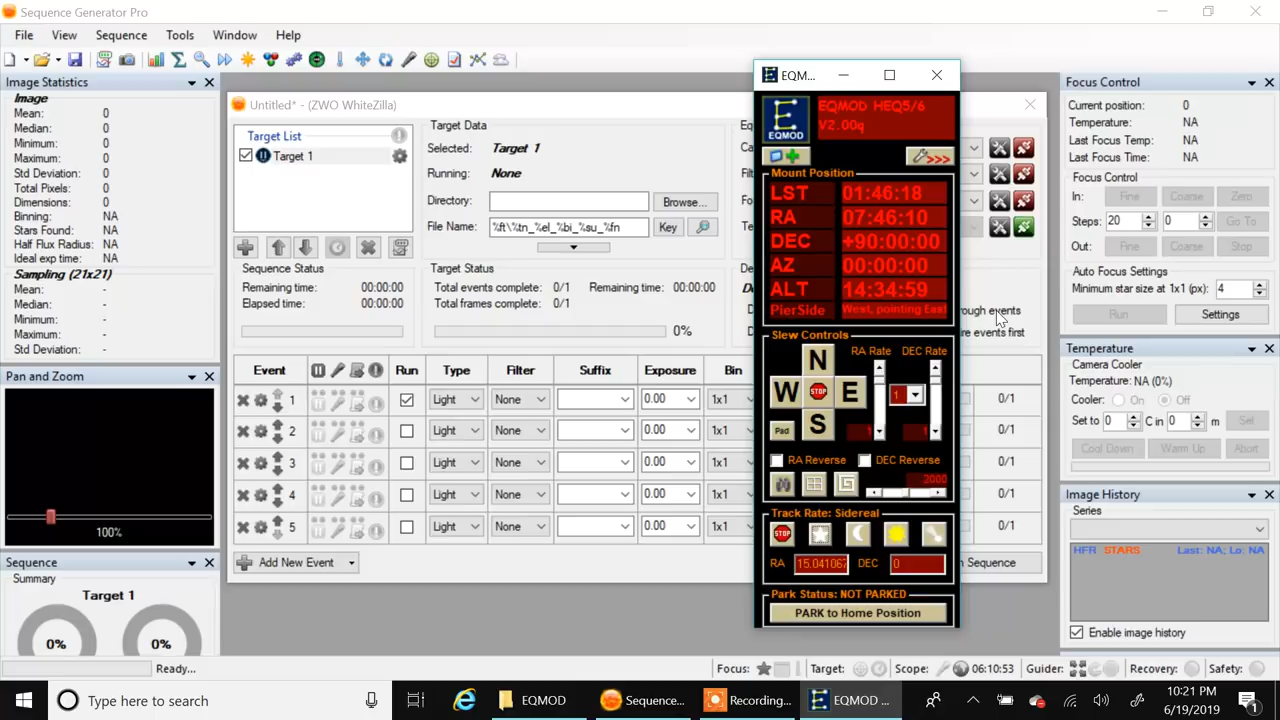 Sequence Generator Pro
File View Sequence Tools Window Help
Image Statistics
Image
Mean: 0
Median: 0
Minimum: 0
Maximum: 0
Std Deviation: 0
Total Pixels: 0
Dimensions: 0
Binning: NA
Stars Found: NA
Half Flux Radius: NA
Ideal exp time: NA
Sampling (21x21)
Mean: -
Median: -
Minimum: -
Maximum: -
Std Deviation: -
Pan and Zoom
100%
Sequence
Summary
Target 1
0% 0%
Ready...
Untitled* - (ZWO WhiteZilla)
Target List
Target 1
Target Data
Selected: Target 1
Running: None
Directory: Browse...
File Name: %ft\%tn_%el_%bi_%su_%fn Key
Sequence Status
Remaining time: 00:00:00
Elapsed time: 00:00:00
Target Status
Total events complete: 0/1 Remaining time: 00:00:00
Total frames complete: 0/1
0%
Event Run Type Filter Suffix Exposure Bin
1 Light None 0.00 1x1 0/1
2 Light None 0.00 1x1 0/1
3 Light None 0.00 1x1 0/1
4 Light None 0.00 1x1 0/1
5 Light None 0.00 1x1 0/1
Add New Event
n Sequence
rough events
re events first
EQM...
EQMOD
EQMOD HEQ5/6
V2.00q
>>>
Mount Position
LST 01:46:18
RA 07:46:10
DEC +90:00:00
AZ 00:00:00
ALT 14:34:59
PierSide West, pointing East
Slew Controls
N
W STOP E
S
RA Rate DEC Rate
1
Pad 1 1
RA Reverse DEC Reverse
2000
Track Rate: Sidereal
STOP
RA 15.041067 DEC 0
Park Status: NOT PARKED
PARK to Home Position
Focus Control
Current position: 0
Temperature: NA
Last Focus Temp: NA
Last Focus Time: NA
Focus Control
In: Fine Coarse Zero
Steps: 20 0 Go To
Out: Fine Coarse Stop
Auto Focus Settings
Minimum star size at 1x1 (px): 4
Run Settings
Temperature
Camera Cooler
Temperature: NA (0%)
Cooler: On Off
Set to 0 C in 0 m Set
Cool Down Warm Up Abort
Image History
Series
HFR STARS Last: NA; Lo: NA
Enable image history
Focus: Target: Scope: 06:10:53 Guider: Recovery: Safety:
Type here to search
EQMOD
Sequence...
Recording...
EQMOD ...
10:21 PM
6/19/2019
1